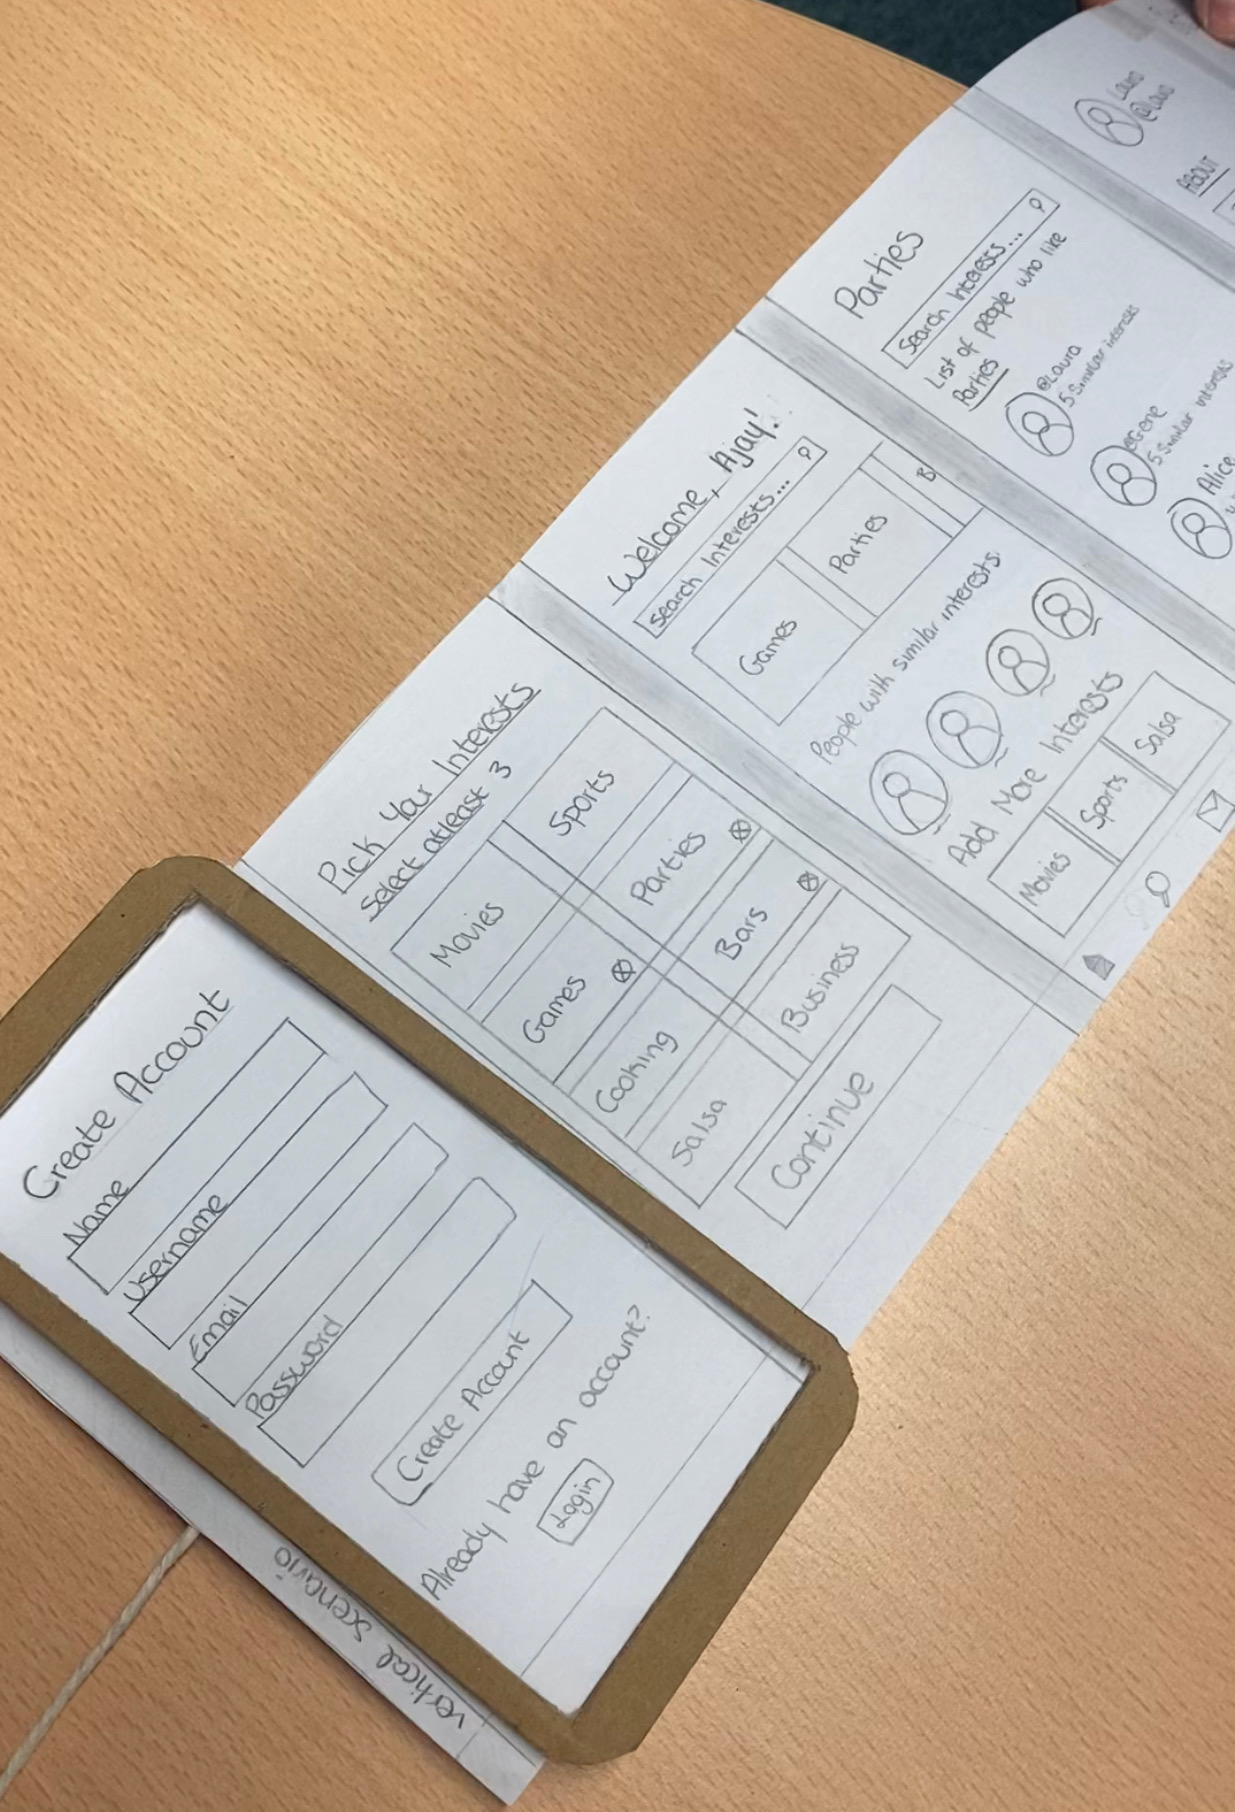 Create Account
Name
Username
Email
Password
Create Account
Already have an account?
Login
vertical scenario
Pick Your Interests
Select atleast 3
Movies
Sports
Games
Parties
Cooking
Bars
Salsa
Business
Continue
Welcome, Ajay!
Search Interests...
Games
Parties
B
People with similar interests:
Add More Interests
Movies
Sports
Salsa
Parties
Search Interests...
List of people who like
Parties
@Laura
5 Similar interests
@Gene
5 Similar interests
Alice
@Laura
ABOUT